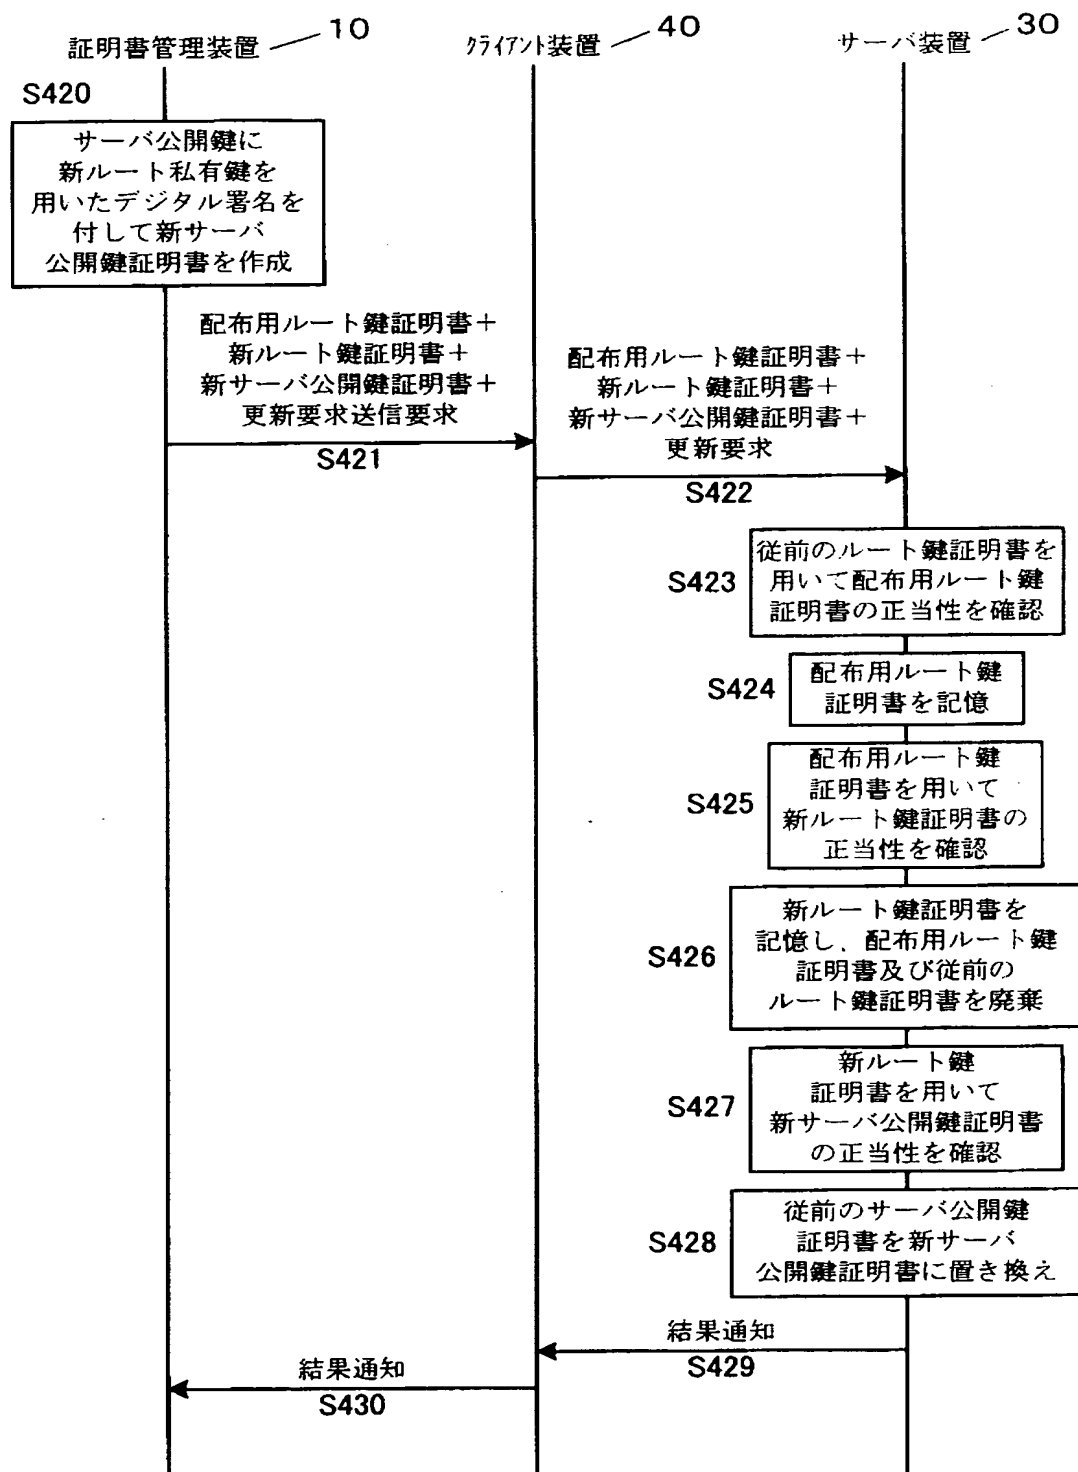 証明書管理装置 10
クライアント装置 40
サーバ装置 30
S420
サーバ公開鍵に
新ルート私有鍵を
用いたデジタル署名を
付して新サーバ
公開鍵証明書を作成
配布用ルート鍵証明書+
新ルート鍵証明書+
新サーバ公開鍵証明書+
更新要求送信要求
S421
配布用ルート鍵証明書+
新ルート鍵証明書+
新サーバ公開鍵証明書+
更新要求
S422
S423
従前のルート鍵証明書を
用いて配布用ルート鍵
証明書の正当性を確認
S424
配布用ルート鍵
証明書を記憶
S425
配布用ルート鍵
証明書を用いて
新ルート鍵証明書の
正当性を確認
S426
新ルート鍵証明書を
記憶し、配布用ルート鍵
証明書及び従前の
ルート鍵証明書を廃棄
S427
新ルート鍵
証明書を用いて
新サーバ公開鍵証明書
の正当性を確認
S428
従前のサーバ公開鍵
証明書を新サーバ
公開鍵証明書に置き換え
結果通知
S429
結果通知
S430